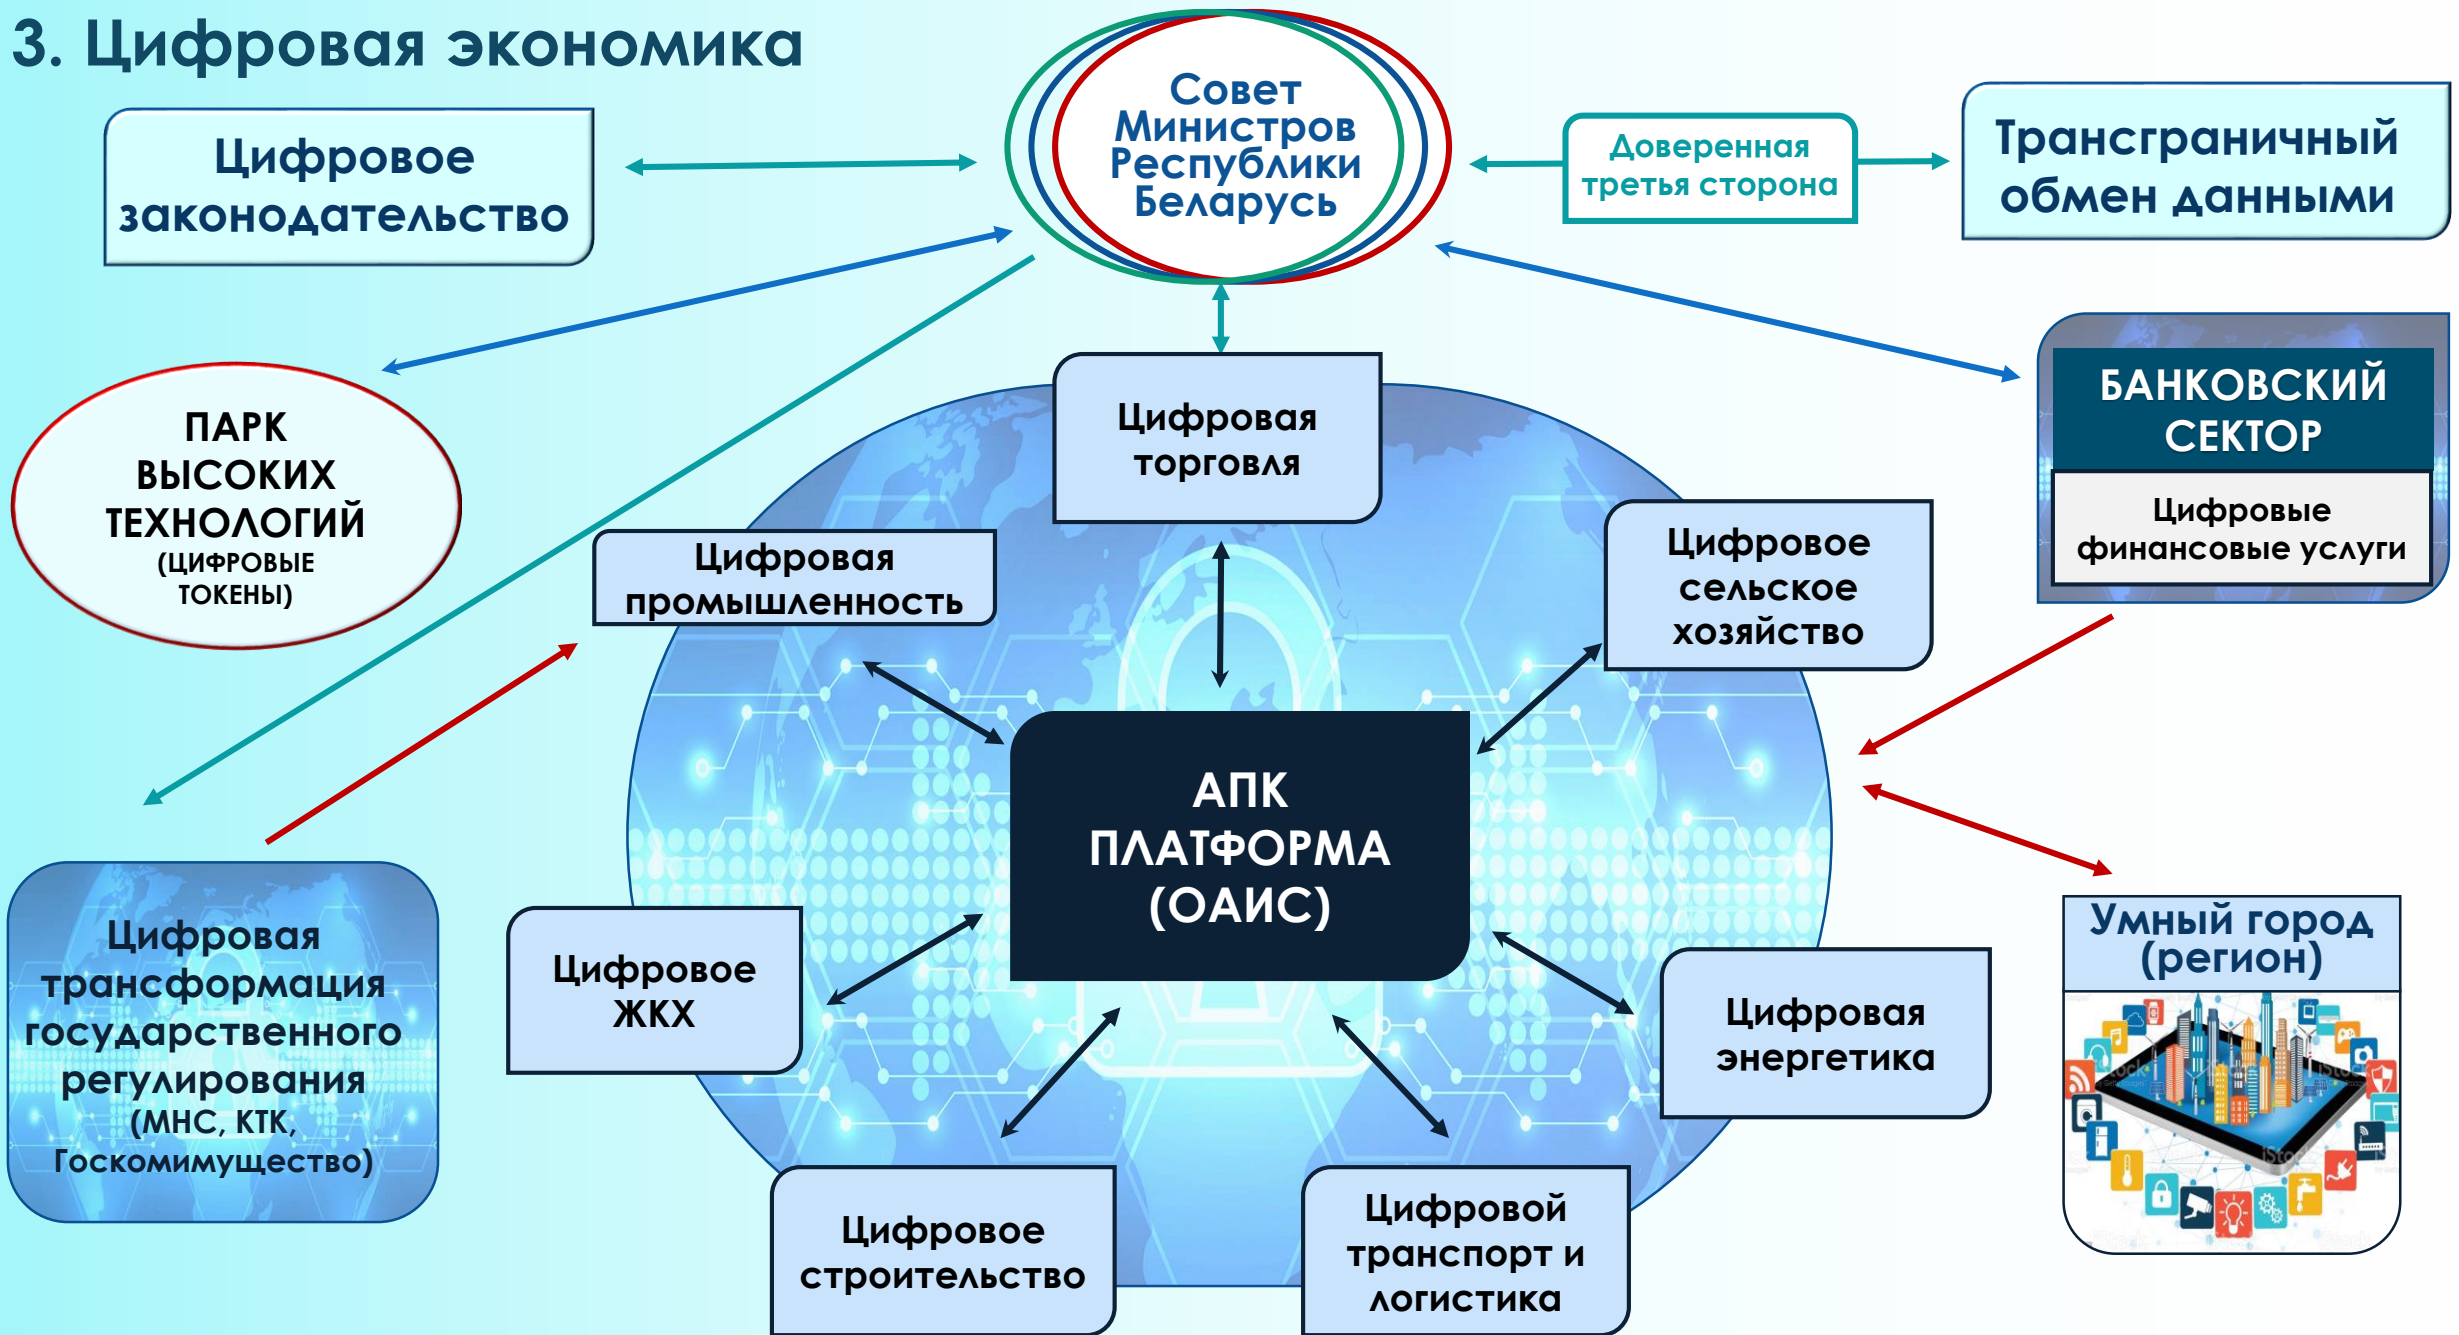 3. Цифровая экономика
Совет
Министров
Республики
Беларусь
Цифровое
законодательство
Доверенная
третья сторона
Трансграничный
обмен данными
ПАРК
ВЫСОКИХ
ТЕХНОЛОГИЙ
(ЦИФРОВЫЕ
ТОКЕНЫ)
Цифровая
торговля
БАНКОВСКИЙ
СЕКТОР
Цифровые
финансовые услуги
Цифровая
промышленность
Цифровое
сельское
хозяйство
АПК
ПЛАТФОРМА
(ОАИС)
Цифровая
трансформация
государственного
регулирования
(МНС, КТК,
Госкомимущество)
Цифровое
ЖКХ
Цифровая
энергетика
Умный город
(регион)
Цифровое
строительство
Цифровой
транспорт и
логистика